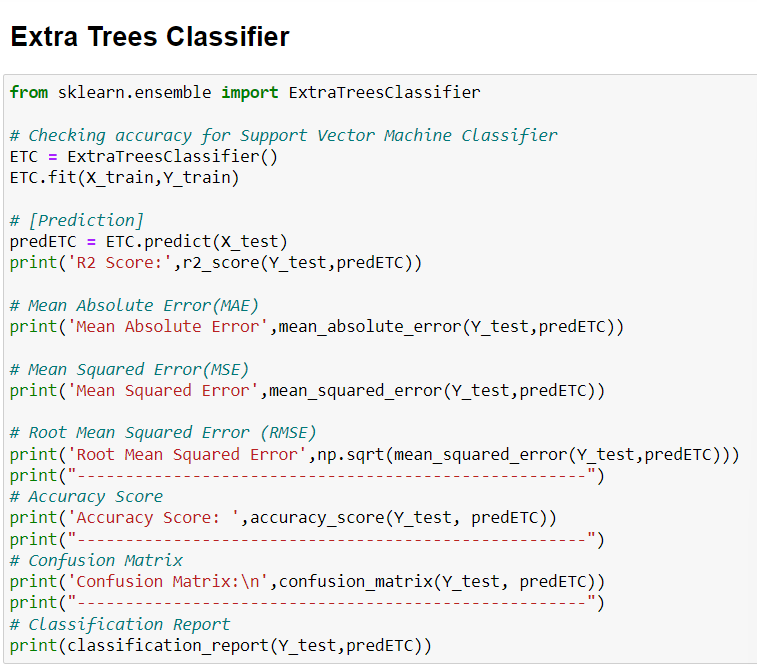 Extra Trees Classifier
from sklearn.ensemble import ExtraTreesClassifier
# Checking accuracy for Support Vector Machine Classifier
ETC = ExtraTreesClassifier()
ETC.fit(X_train,Y_train)
# [Prediction]
predETC = ETC.predict(X_test)
print('R2 Score:',r2_score(Y_test,predETC))
# Mean Absolute Error(MAE)
print('Mean Absolute Error',mean_absolute_error(Y_test,predETC))
# Mean Squared Error(MSE)
print('Mean Squared Error',mean_squared_error(Y_test,predETC))
# Root Mean Squared Error (RMSE)
print('Root Mean Squared Error',np.sqrt(mean_squared_error(Y_test,predETC)))
print("-----------------------------------------------------")
# Accuracy Score
print('Accuracy Score: ',accuracy_score(Y_test, predETC))
print("-----------------------------------------------------")
# Confusion Matrix
print('Confusion Matrix:\n',confusion_matrix(Y_test, predETC))
print("-----------------------------------------------------")
# Classification Report
print(classification_report(Y_test,predETC))